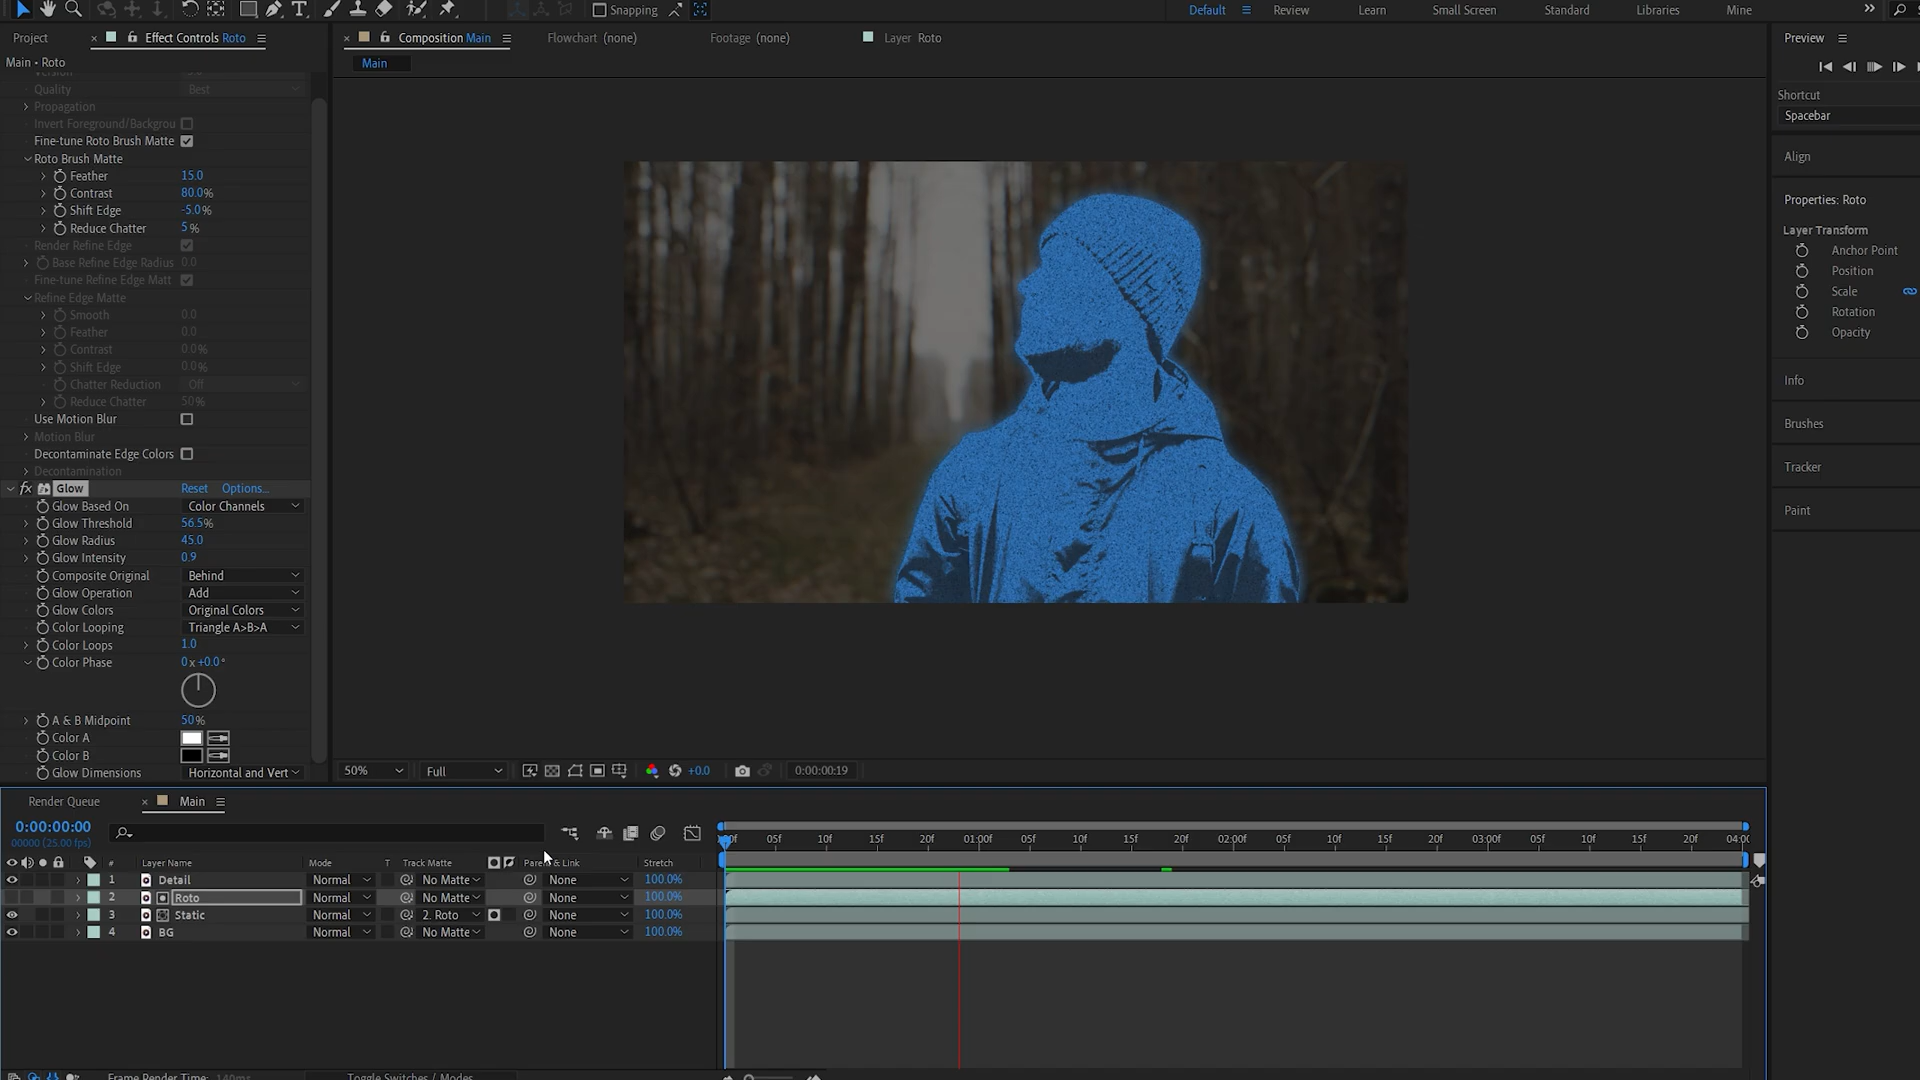 Snapping
Default
Review
Learn
Small Screen
Standard
Libraries
Mine
Project
Effect Controls Roto
Composition Main
Flowchart (none)
Footage (none)
Layer Roto
Preview
Main • Roto
Main
Quality
Best
Propagation
Invert Foreground/Backgrou
Fine-tune Roto Brush Matte
Roto Brush Matte
Feather 15.0
Contrast 80.0%
Shift Edge -5.0%
Reduce Chatter 5%
Render Refine Edge
Base Refine Edge Radius 0.0
Fine-tune Refine Edge Matt
Refine Edge Matte
Smooth 0.0
Feather 0.0
Contrast 0.0%
Shift Edge 0.0%
Chatter Reduction Off
Reduce Chatter 50%
Use Motion Blur
Motion Blur
Decontaminate Edge Colors
Decontamination
fx Glow Reset Options...
Glow Based On Color Channels
Glow Threshold 56.5%
Glow Radius 45.0
Glow Intensity 0.9
Composite Original Behind
Glow Operation Add
Glow Colors Original Colors
Color Looping Triangle A>B>A
Color Loops 1.0
Color Phase 0x+0.0°
A & B Midpoint 50%
Color A
Color B
Glow Dimensions Horizontal and Vert
50%
Full
+0.0
0:00:00:19
Shortcut
Spacebar
Align
Properties: Roto
Layer Transform
Anchor Point
Position
Scale
Rotation
Opacity
Info
Brushes
Tracker
Paint
Render Queue
Main
0:00:00:00
00000 (25.00 fps)
05f 10f 15f 20f 01:00f 05f 10f 15f 20f 02:00f 05f 10f 15f 20f 03:00f 05f 10f 15f 20f
# Layer Name Mode T Track Matte Stretch
1 Detail Normal No Matte None 100.0%
2 Roto Normal No Matte None 100.0%
3 Static Normal 2. Roto None 100.0%
4 BG Normal No Matte None 100.0%
Frame Render Time: 140ms
Toggle Switches / Modes